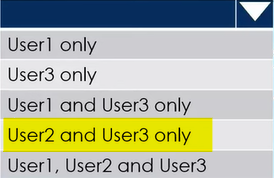 User1 only
User3 only
User1 and User3 only
User2 and User3 only
User1, User2 and User3